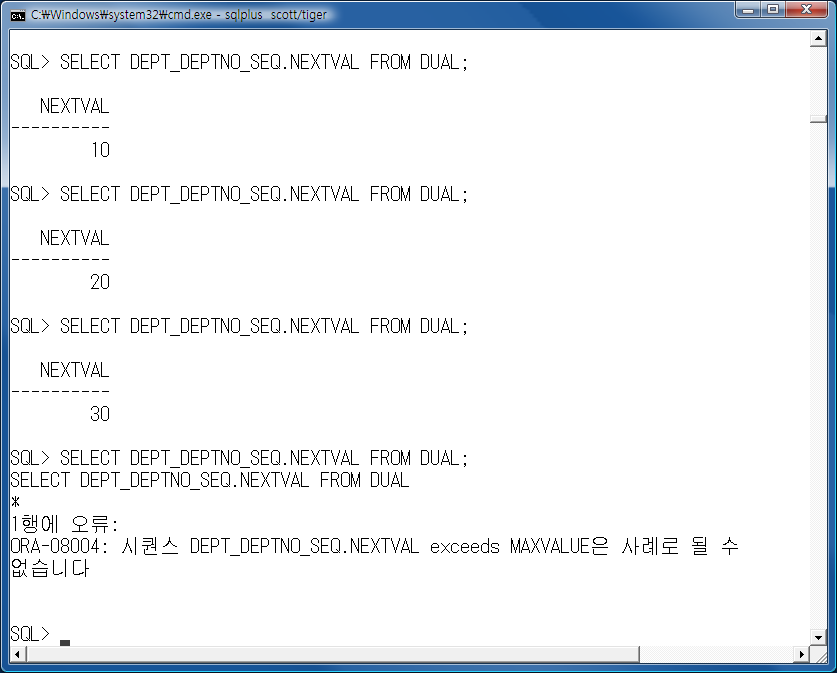 C:₩Windows₩system32₩cmd.exe - sqlplus  scott/tiger
SQL> SELECT DEPT_DEPTNO_SEQ.NEXTVAL FROM DUAL;
NEXTVAL
----------
10
SQL> SELECT DEPT_DEPTNO_SEQ.NEXTVAL FROM DUAL;
NEXTVAL
----------
20
SQL> SELECT DEPT_DEPTNO_SEQ.NEXTVAL FROM DUAL;
NEXTVAL
----------
30
SQL> SELECT DEPT_DEPTNO_SEQ.NEXTVAL FROM DUAL;
SELECT DEPT_DEPTNO_SEQ.NEXTVAL FROM DUAL
*
1행에 오류:
ORA-08004: 시퀀스 DEPT_DEPTNO_SEQ.NEXTVAL exceeds MAXVALUE은 사례로 될 수
없습니다
SQL>